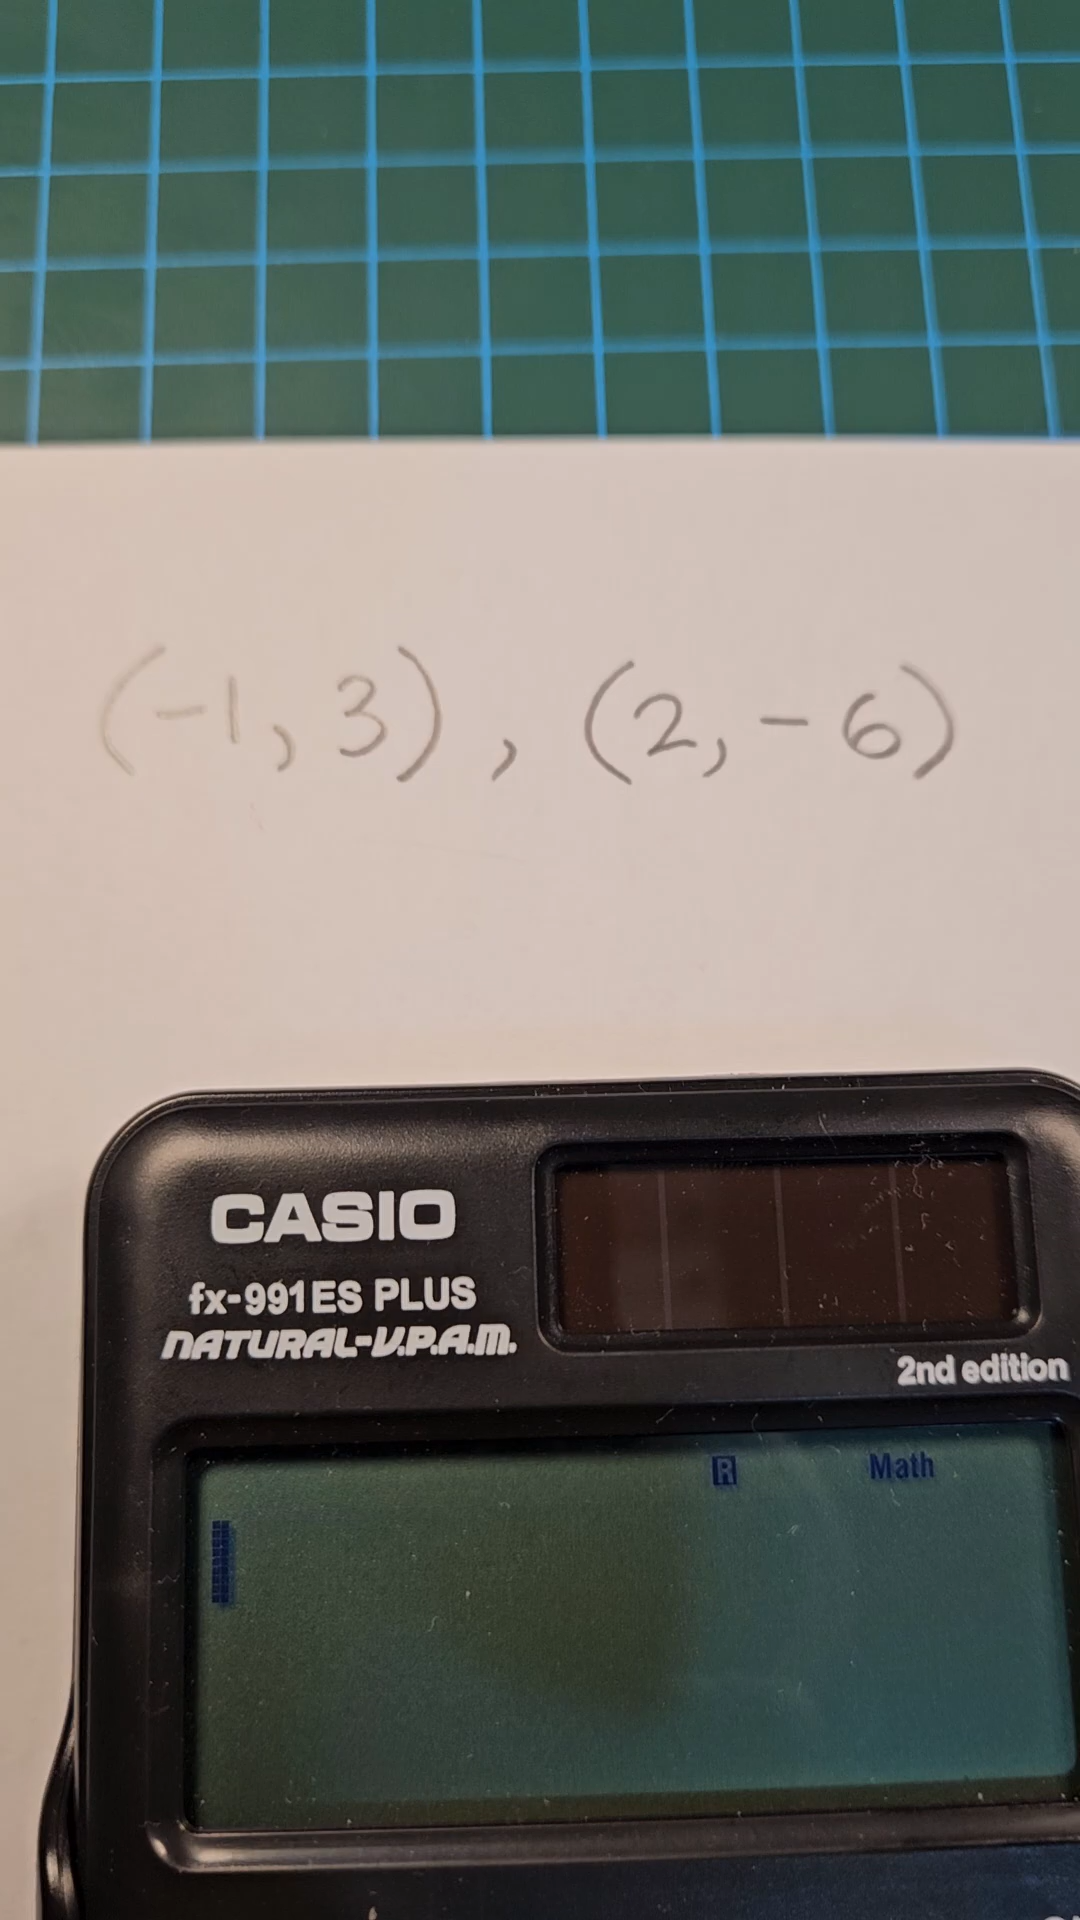 (-1, 3), (2, -6)
CASIO
fx-991ES PLUS
NATURAL-V.P.A.M.
2nd edition
R Math